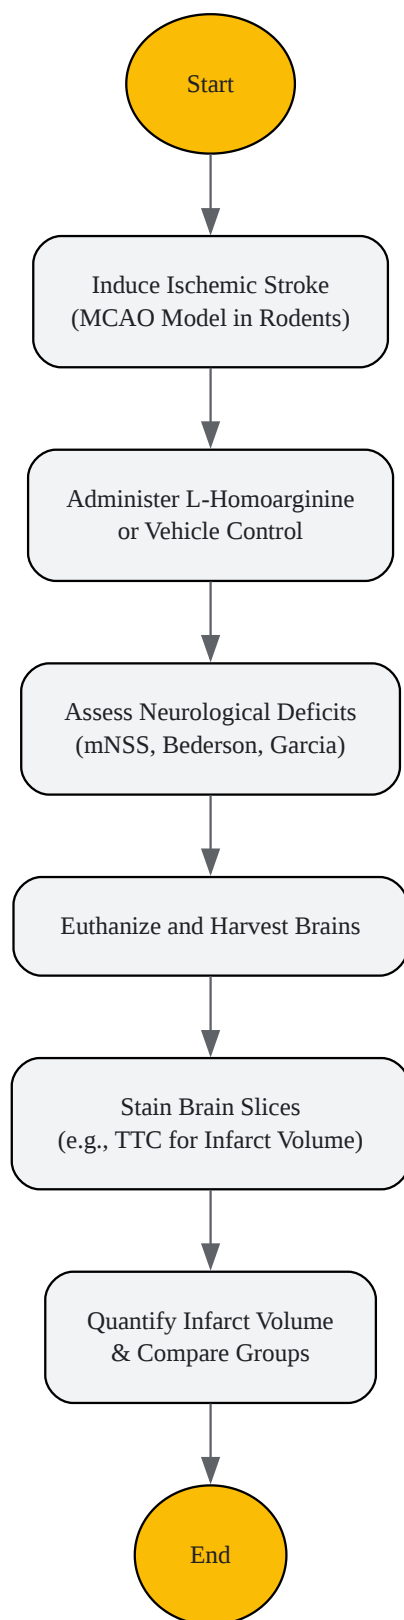 Start
Induce Ischemic Stroke
(MCAO Model in Rodents)
Administer L-Homoarginine
or Vehicle Control
Assess Neurological Deficits
(mNSS, Bederson, Garcia)
Euthanize and Harvest Brains
Stain Brain Slices
(e.g., TTC for Infarct Volume)
Quantify Infarct Volume
& Compare Groups
End